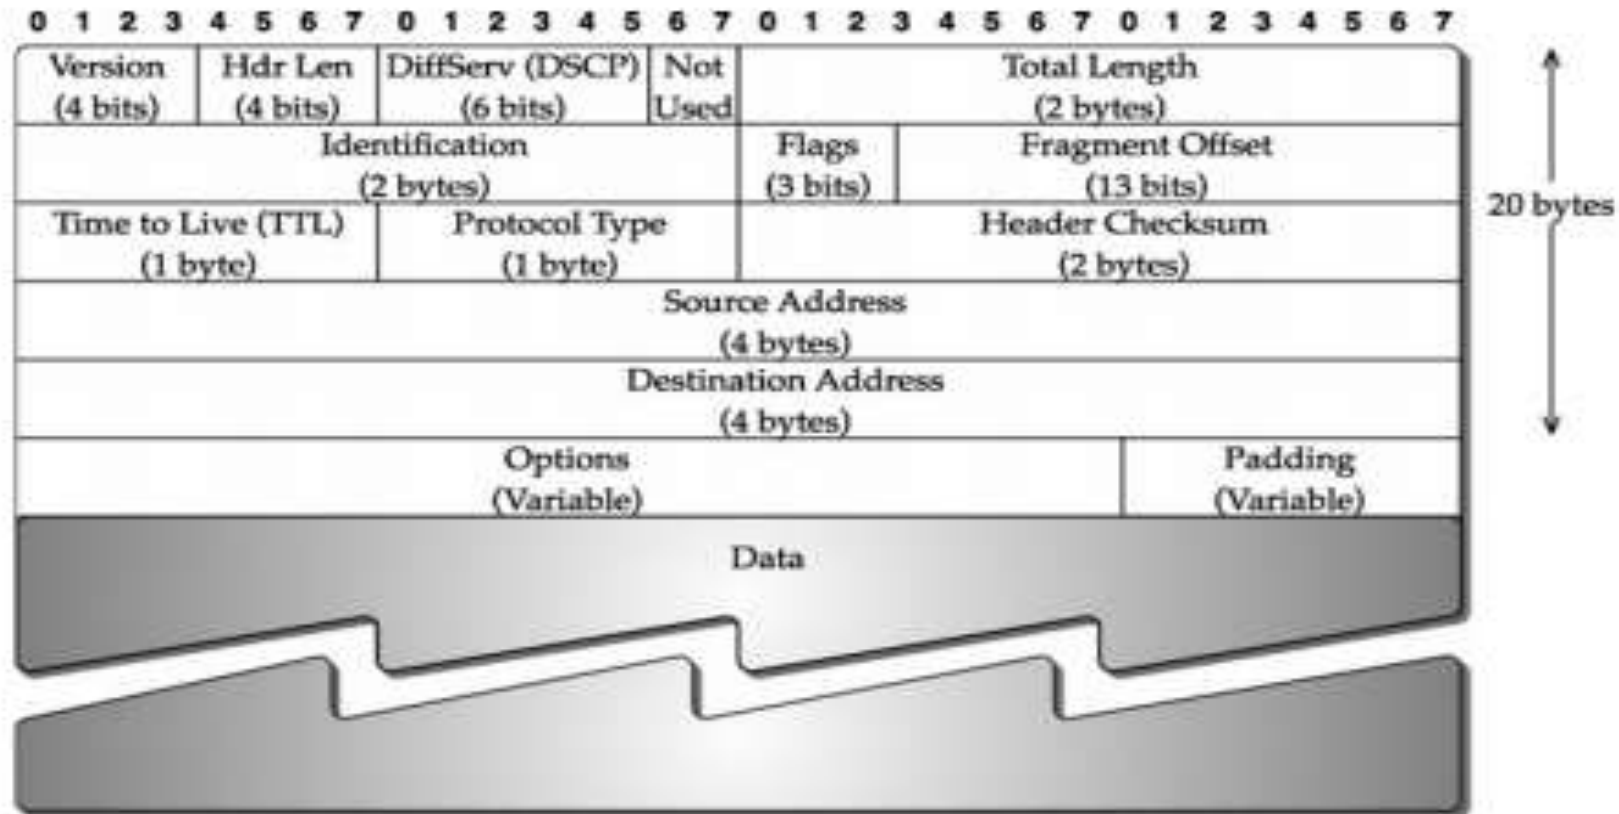 0 1 2 3 4 5 6 7 0 1 2 3 4 5 6 7 0 1 2 3 4 5 6 7 0 1 2 3 4 5 6 7
Version Hdr Len DiffServ (DSCP) Not Total Length
(4 bits) (4 bits) (6 bits) Used (2 bytes)
Identification Flags Fragment Offset
(2 bytes) (3 bits) (13 bits)
20 bytes
Time to Live (TTL) Protocol Type Header Checksum
(1 byte) (1 byte) (2 bytes)
Source Address
(4 bytes)
Destination Address
(4 bytes)
Options Padding
(Variable) (Variable)
Data